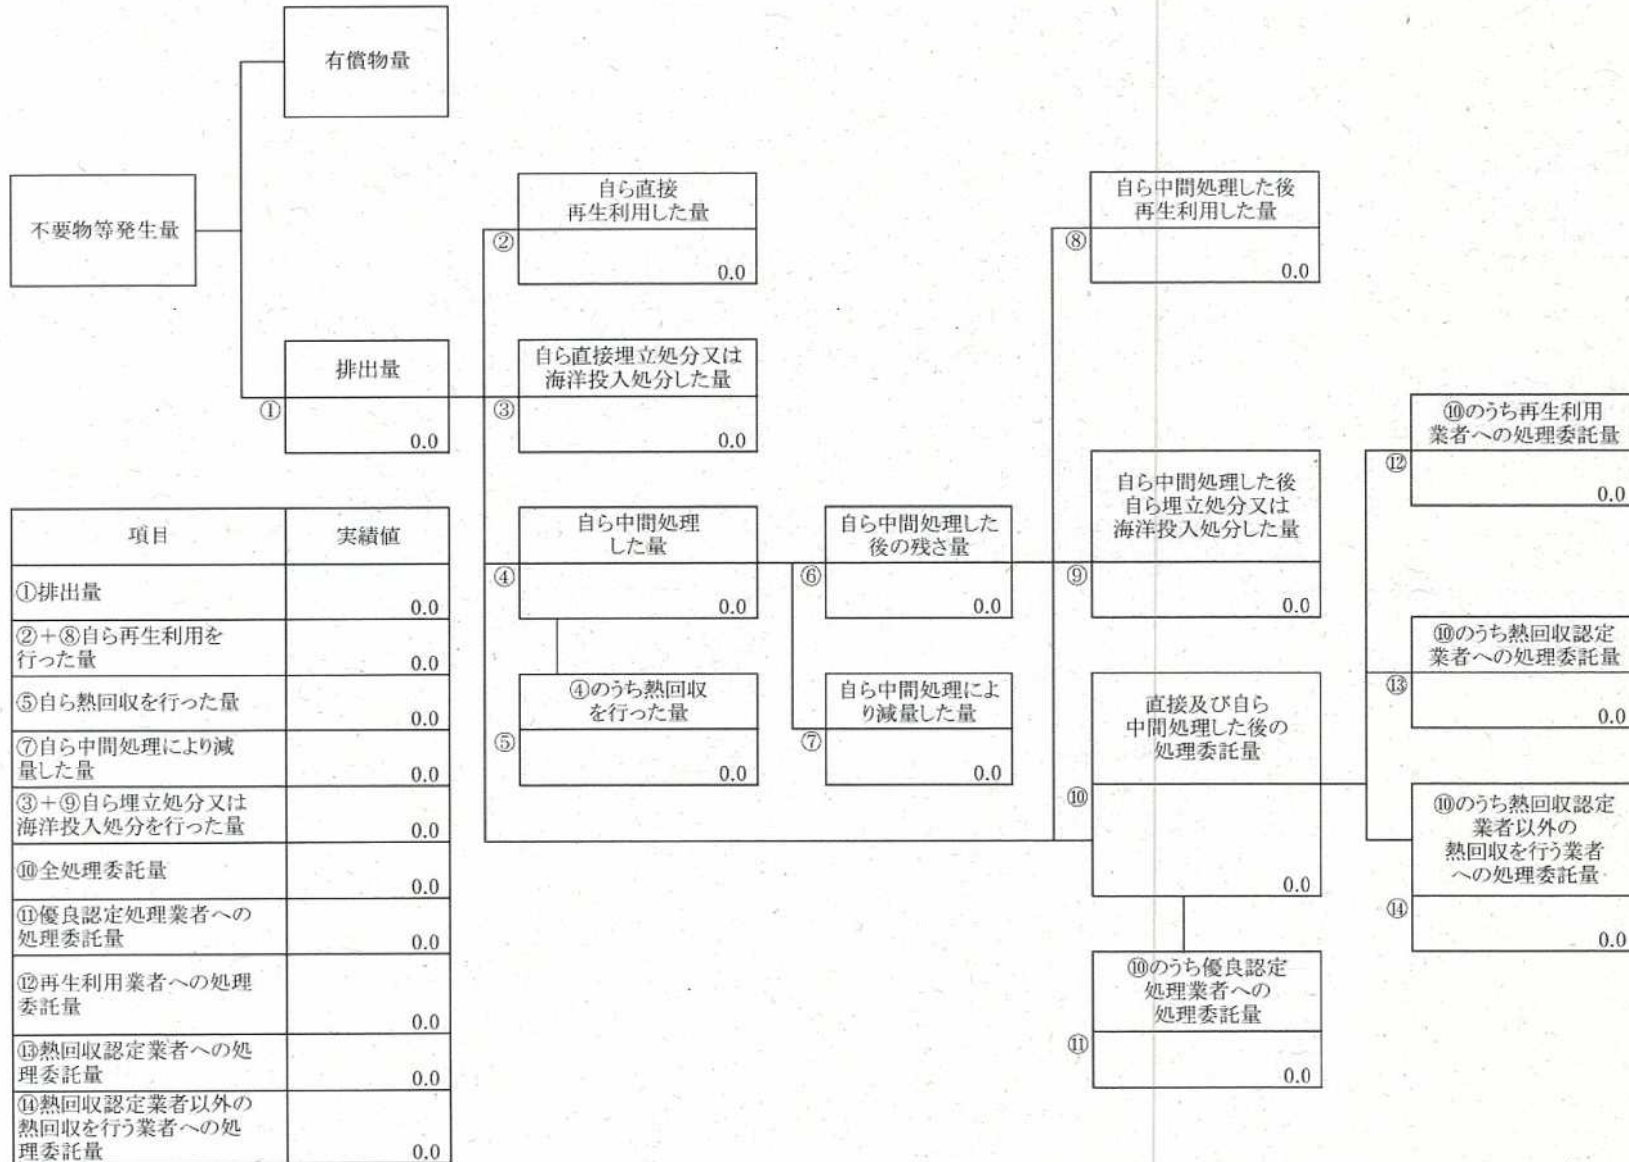 有償物量
不要物等発生量
自ら直接
再生利用した量
②
0.0
自ら中間処理した後
再生利用した量
⑧
0.0
排出量
①
0.0
自ら直接埋立処分又は
海洋投入処分した量
③
0.0
⑩のうち再生利用
業者への処理委託量
⑫
0.0
自ら中間処理
した量
④
0.0
自ら中間処理した
後の残さ量
⑥
0.0
自ら中間処理した後
自ら埋立処分又は
海洋投入処分した量
⑨
0.0
⑩のうち熱回収認定
業者への処理委託量
⑬
0.0
④のうち熱回収
を行った量
⑤
0.0
自ら中間処理によ
り減量した量
⑦
0.0
直接及び自ら
中間処理した後の
処理委託量
⑩
0.0
⑩のうち熱回収認定
業者以外の
熱回収を行う業者
への処理委託量
⑭
0.0
⑩のうち優良認定
処理業者への
処理委託量
⑪
0.0
項目 実績値
①排出量
0.0
②+⑧自ら再生利用を
行った量 0.0
⑤自ら熱回収を行った量
0.0
⑦自ら中間処理により減
量した量 0.0
③+⑨自ら埋立処分又は
海洋投入処分を行った量 0.0
⑩全処理委託量
0.0
⑪優良認定処理業者への
処理委託量 0.0
⑫再生利用業者への処理
委託量
0.0
⑬熱回収認定業者への処
理委託量 0.0
⑭熱回収認定業者以外の
熱回収を行う業者への処
理委託量 0.0